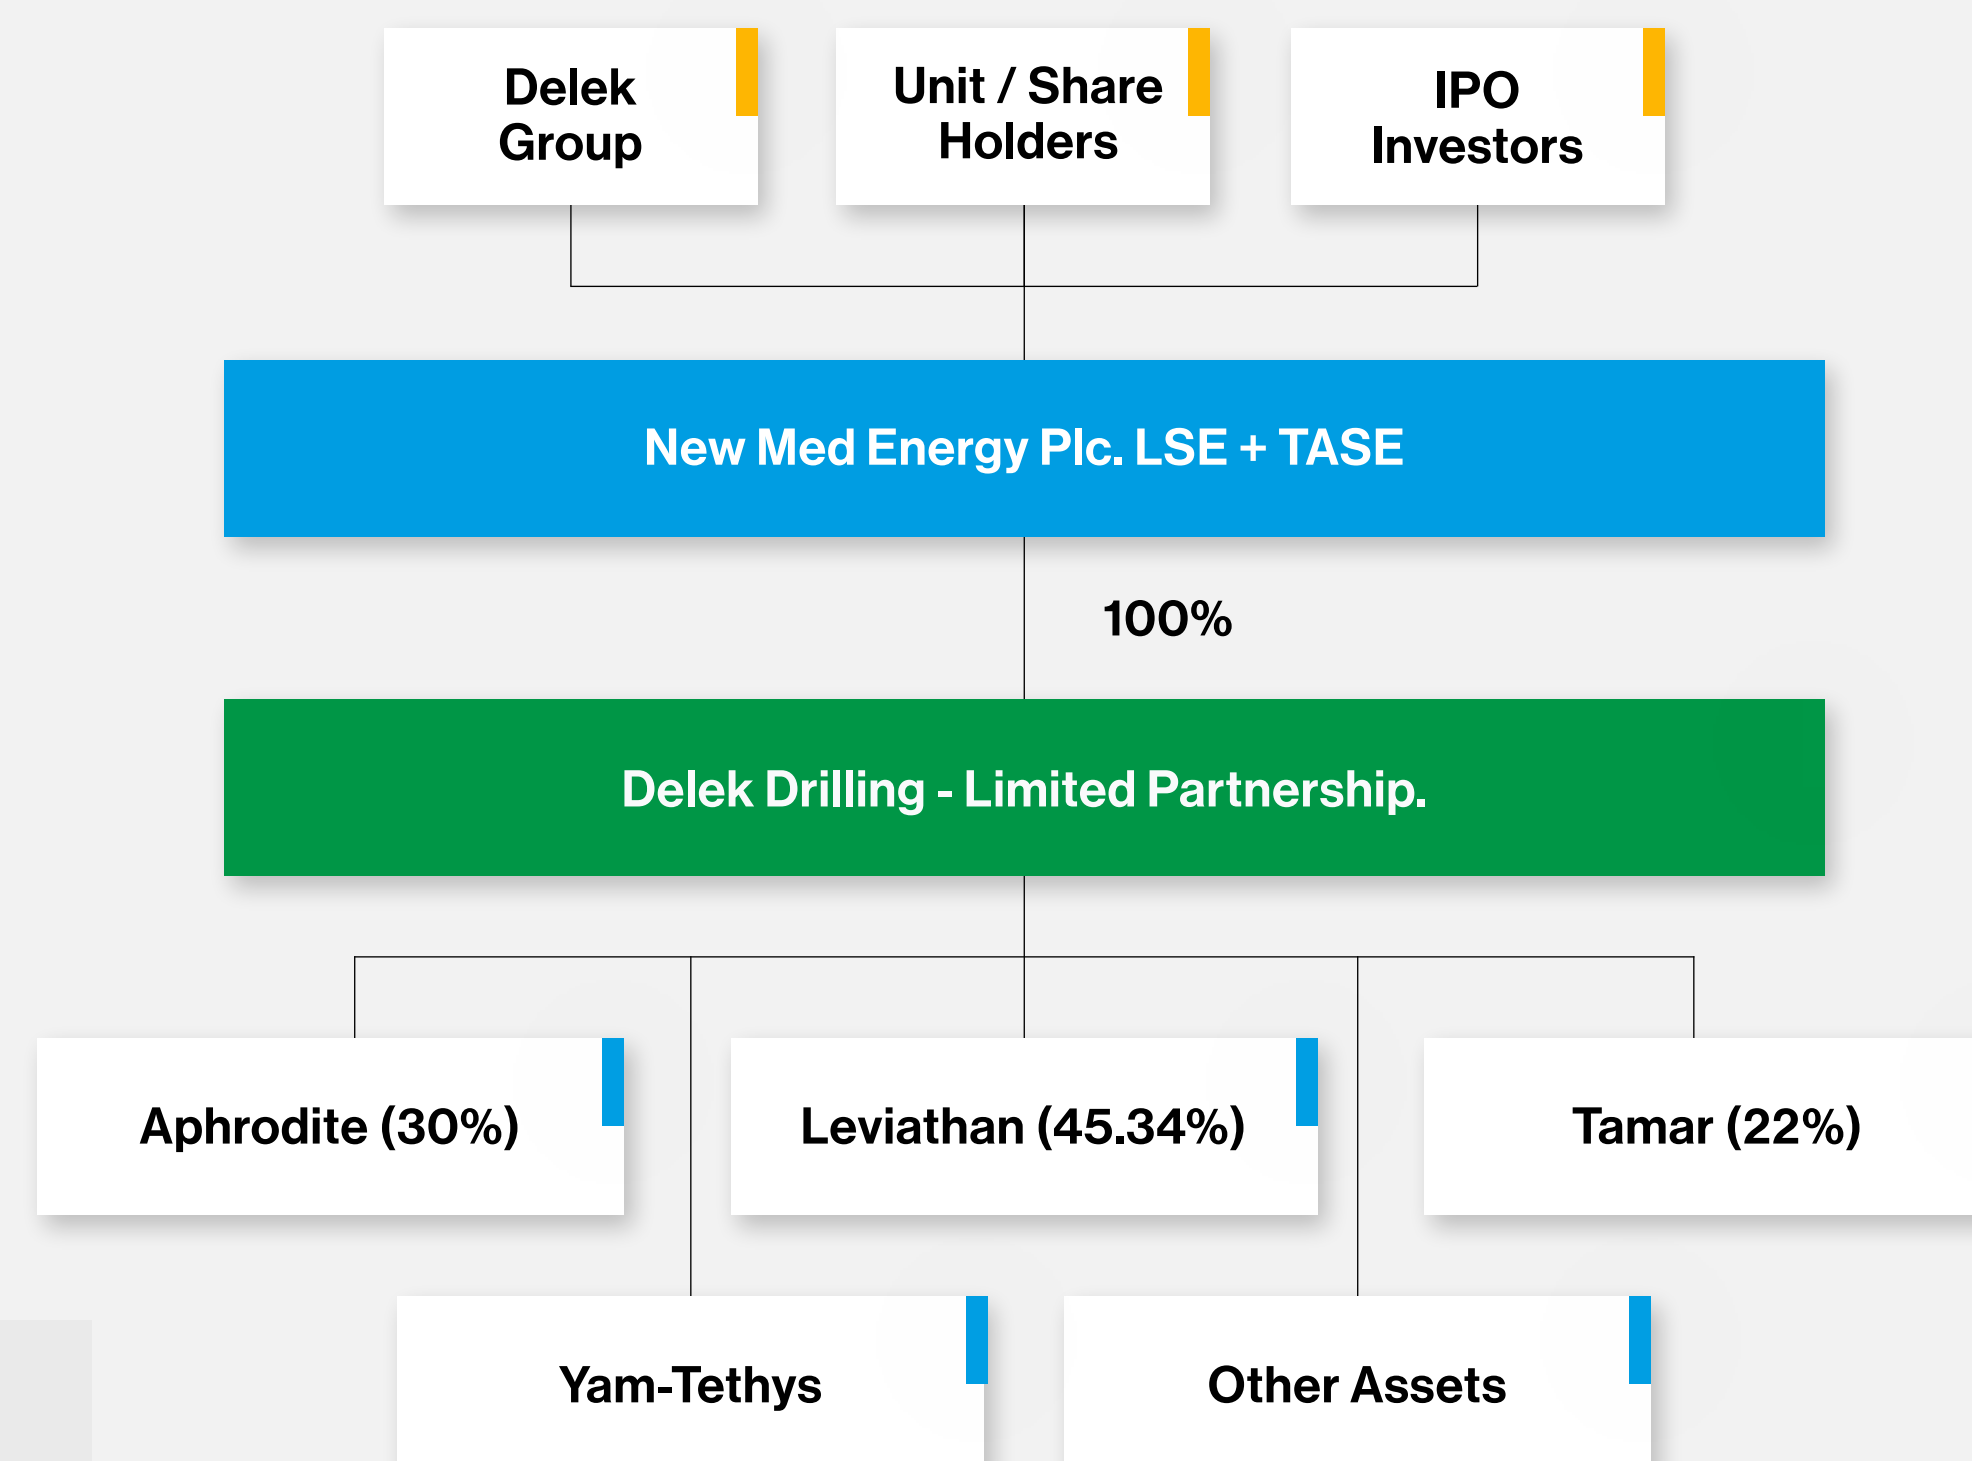 Delek
Group
Unit / Share
Holders
IPO
Investors
New Med Energy Plc. LSE + TASE
100%
Delek Drilling - Limited Partnership.
Aphrodite (30%)
Leviathan (45.34%)
Tamar (22%)
Yam-Tethys
Other Assets